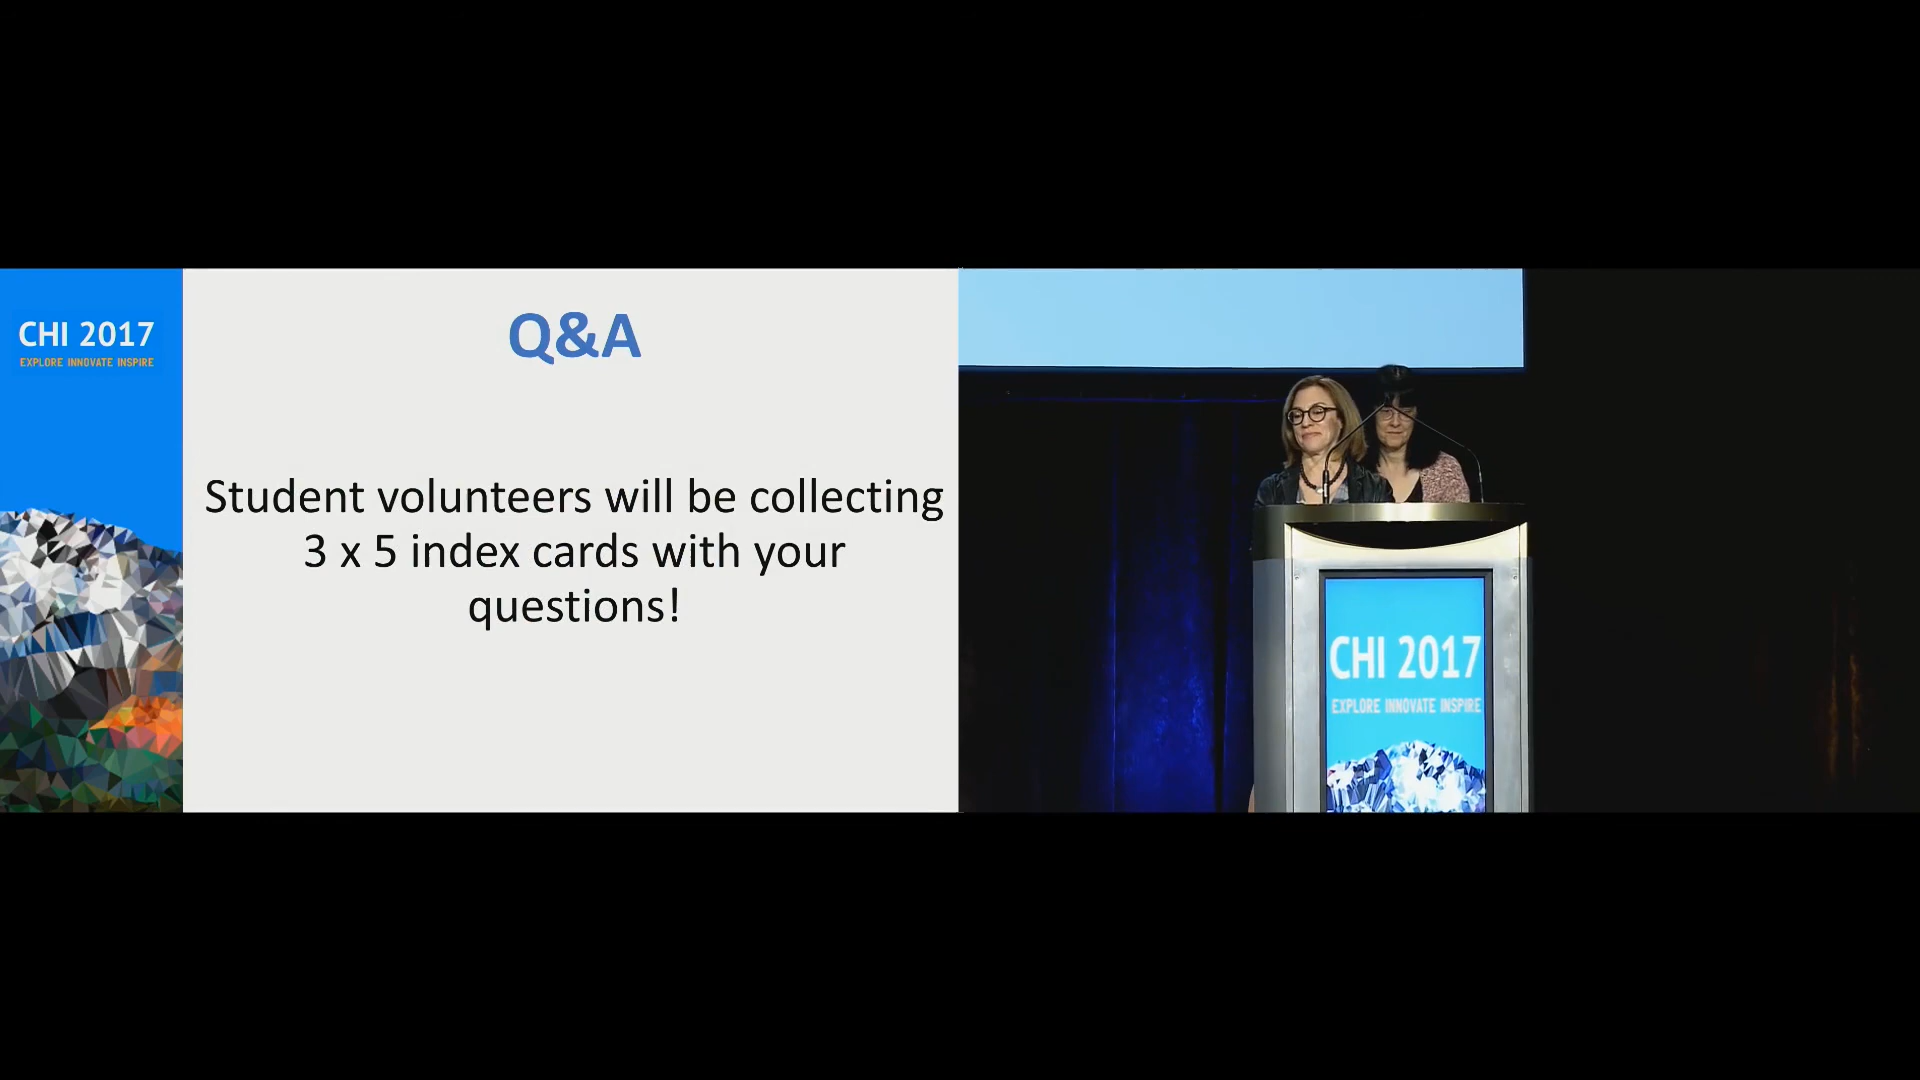 CHI 2017
EXPLORE INNOVATE INSPIRE
Q&A
Student volunteers will be collecting
3 x 5 index cards with your
questions!
CHI 2017
EXPLORE INNOVATE INSPIRE